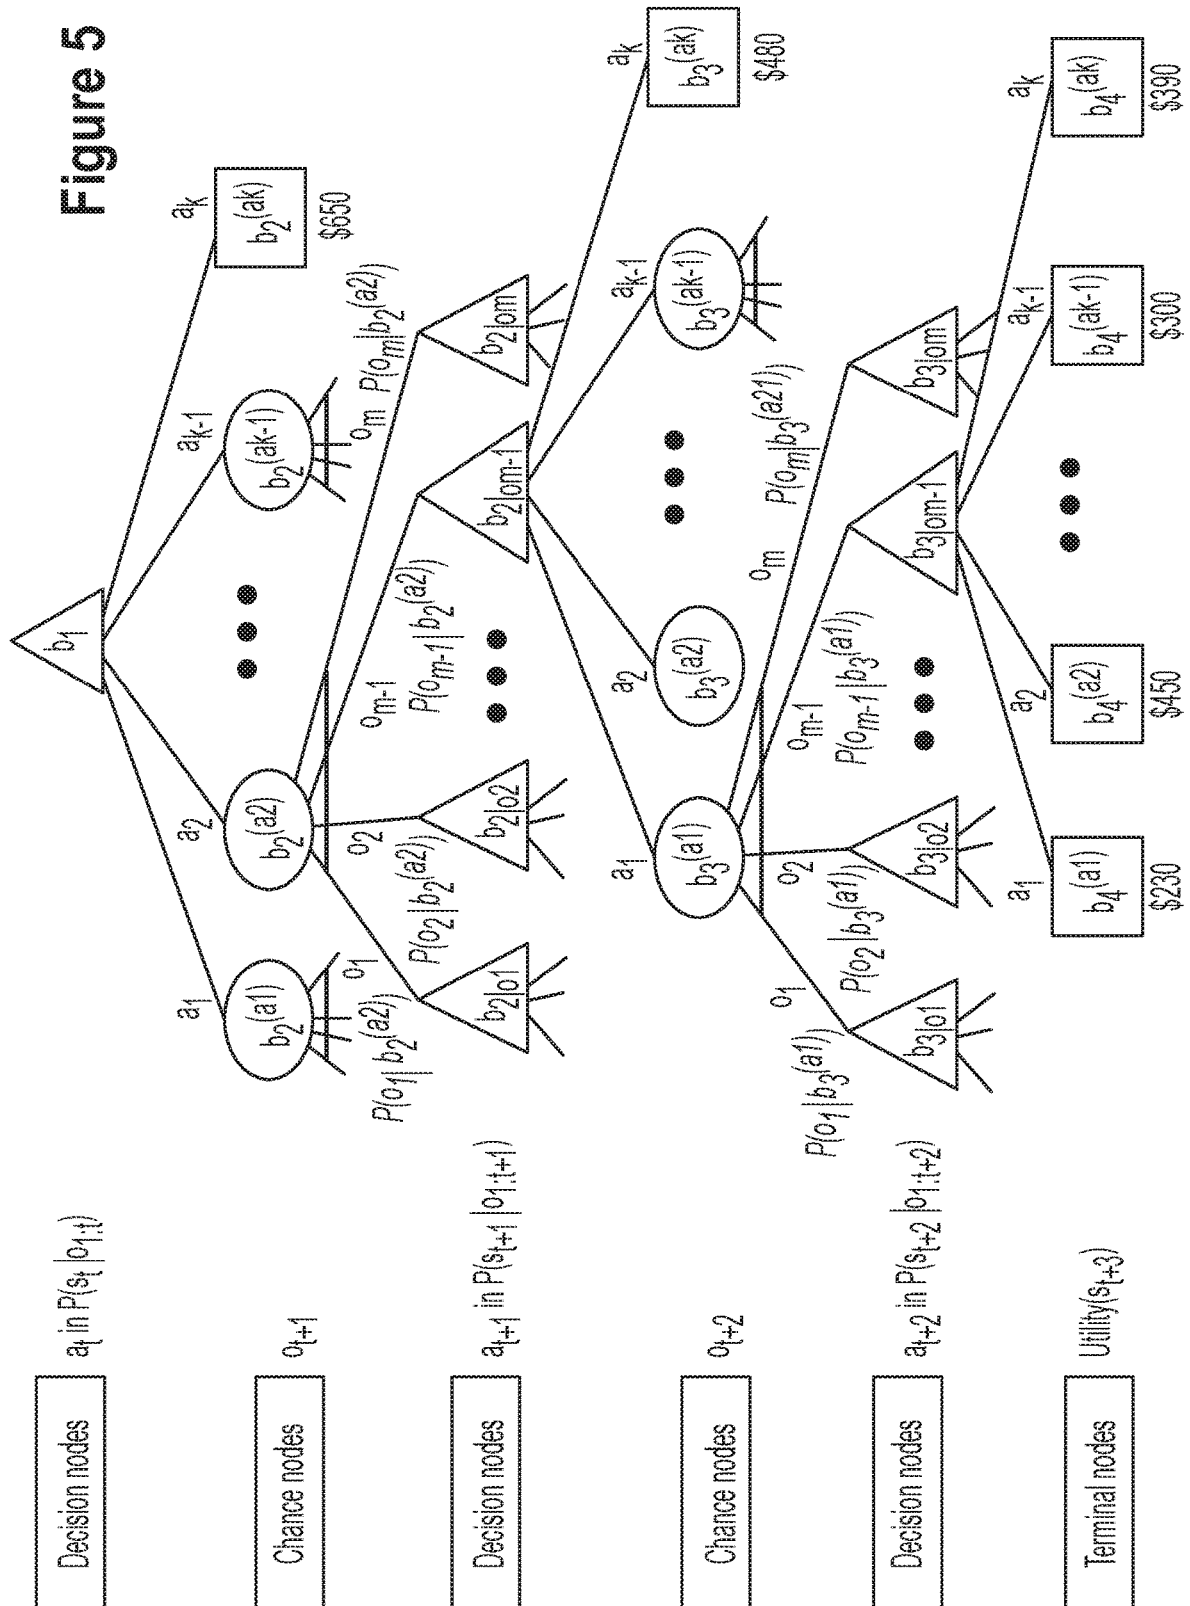 Figure 5
Decision nodes
a_t in P(s_t|o_1:t)
b_1
a_1
a_2
a_k-1
a_k
Chance nodes
o_t+1
b_2^(a1)
b_2^(a2)
b_2^(ak-1)
b_2^(ak)
$650
P(o_1|b_2^(a2))
o_1
o_2
P(o_2|b_2^(a2))
o_m-1
P(o_m-1|b_2^(a2))
o_m
P(o_m|b_2^(a2))
Decision nodes
a_t+1 in P(s_t+1|o_1:t+1)
b_2|o1
b_2|o2
b_2|om-1
b_2|om
a_1
a_2
a_k-1
a_k
Chance nodes
o_t+2
b_3^(a1)
b_3^(a2)
b_3^(ak-1)
b_3^(ak)
$480
P(o_1|b_3^(a1))
o_1
o_2
P(o_2|b_3^(a1))
o_m-1
P(o_m-1|b_3^(a1))
o_m
P(o_m|b_3^(a21))
Decision nodes
a_t+2 in P(s_t+2|o_1:t+2)
b_3|o1
b_3|o2
b_3|om-1
b_3|om
a_1
a_2
a_k-1
a_k
Terminal nodes
Utility(s_t+3)
b_4^(a1)
b_4^(a2)
b_4^(ak-1)
b_4^(ak)
$230
$450
$300
$390